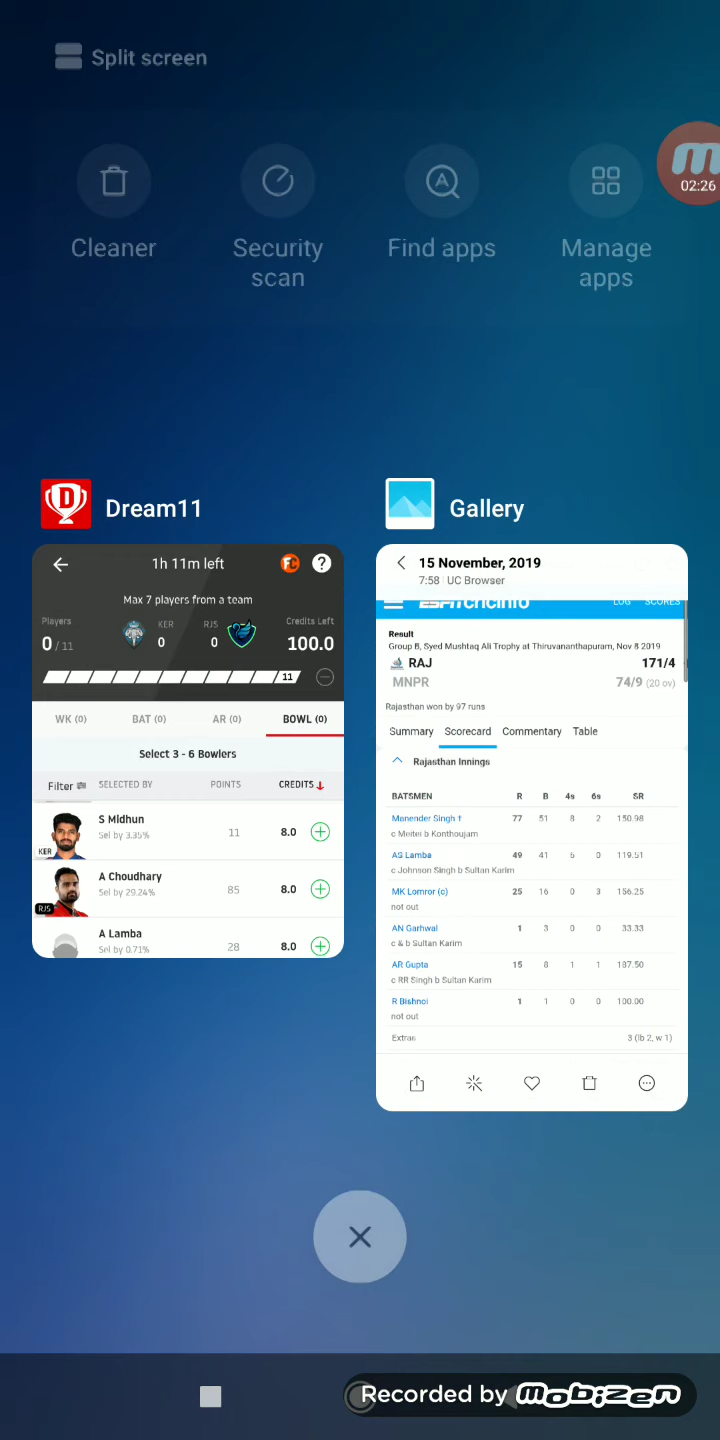 Split screen
02:26
Cleaner
Security scan
Find apps
Manage apps
Dream11
1h 11m left
FC
?
Max 7 players from a team
Players
0 / 11
KER
0
RJS
0
Credits Left
100.0
11
WK (0)
BAT (0)
AR (0)
BOWL (0)
Select 3 - 6 Bowlers
Filter
SELECTED BY
POINTS
CREDITS
S Midhun
Sel by 3.35%
11
8.0
KER
A Choudhary
Sel by 29.24%
85
8.0
RJS
A Lamba
Sel by 0.71%
28
8.0
Gallery
15 November, 2019
7:58 UC Browser
ESPNcricinfo
LOG
SCORES
Result
Group B, Syed Mushtaq Ali Trophy at Thiruvananthapuram, Nov 8 2019
RAJ
171/4
MNPR
74/9 (20 ov)
Rajasthan won by 97 runs
Summary
Scorecard
Commentary
Table
Rajasthan Innings
BATSMEN R B 4s 6s SR
Manender Singh † 77 51 8 2 150.98
c Meitei b Konthoujam
AS Lamba 49 41 6 0 119.51
c Johnson Singh b Sultan Karim
MK Lomror (c) 25 16 0 3 156.25
not out
AN Garhwal 1 3 0 0 33.33
c & b Sultan Karim
AR Gupta 15 8 1 1 187.50
c RR Singh b Sultan Karim
R Bishnoi 1 1 0 0 100.00
not out
Extras 3 (lb 2, w 1)
Recorded by mobizen